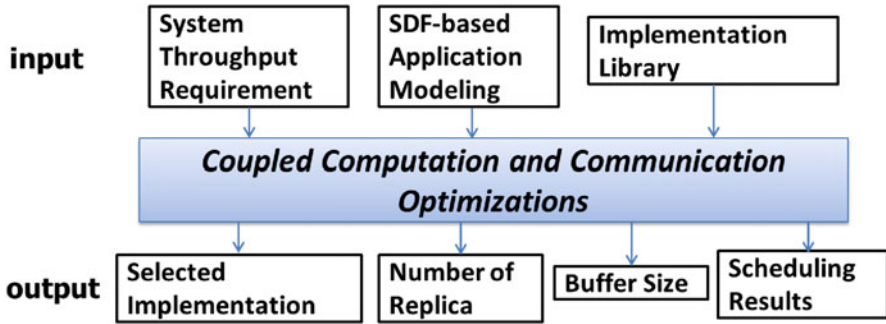 input
System
Throughput
Requirement
SDF-based
Application
Modeling
Implementation
Library
Coupled Computation and Communication
Optimizations
output
Selected
Implementation
Number of
Replica
Buffer Size
Scheduling
Results